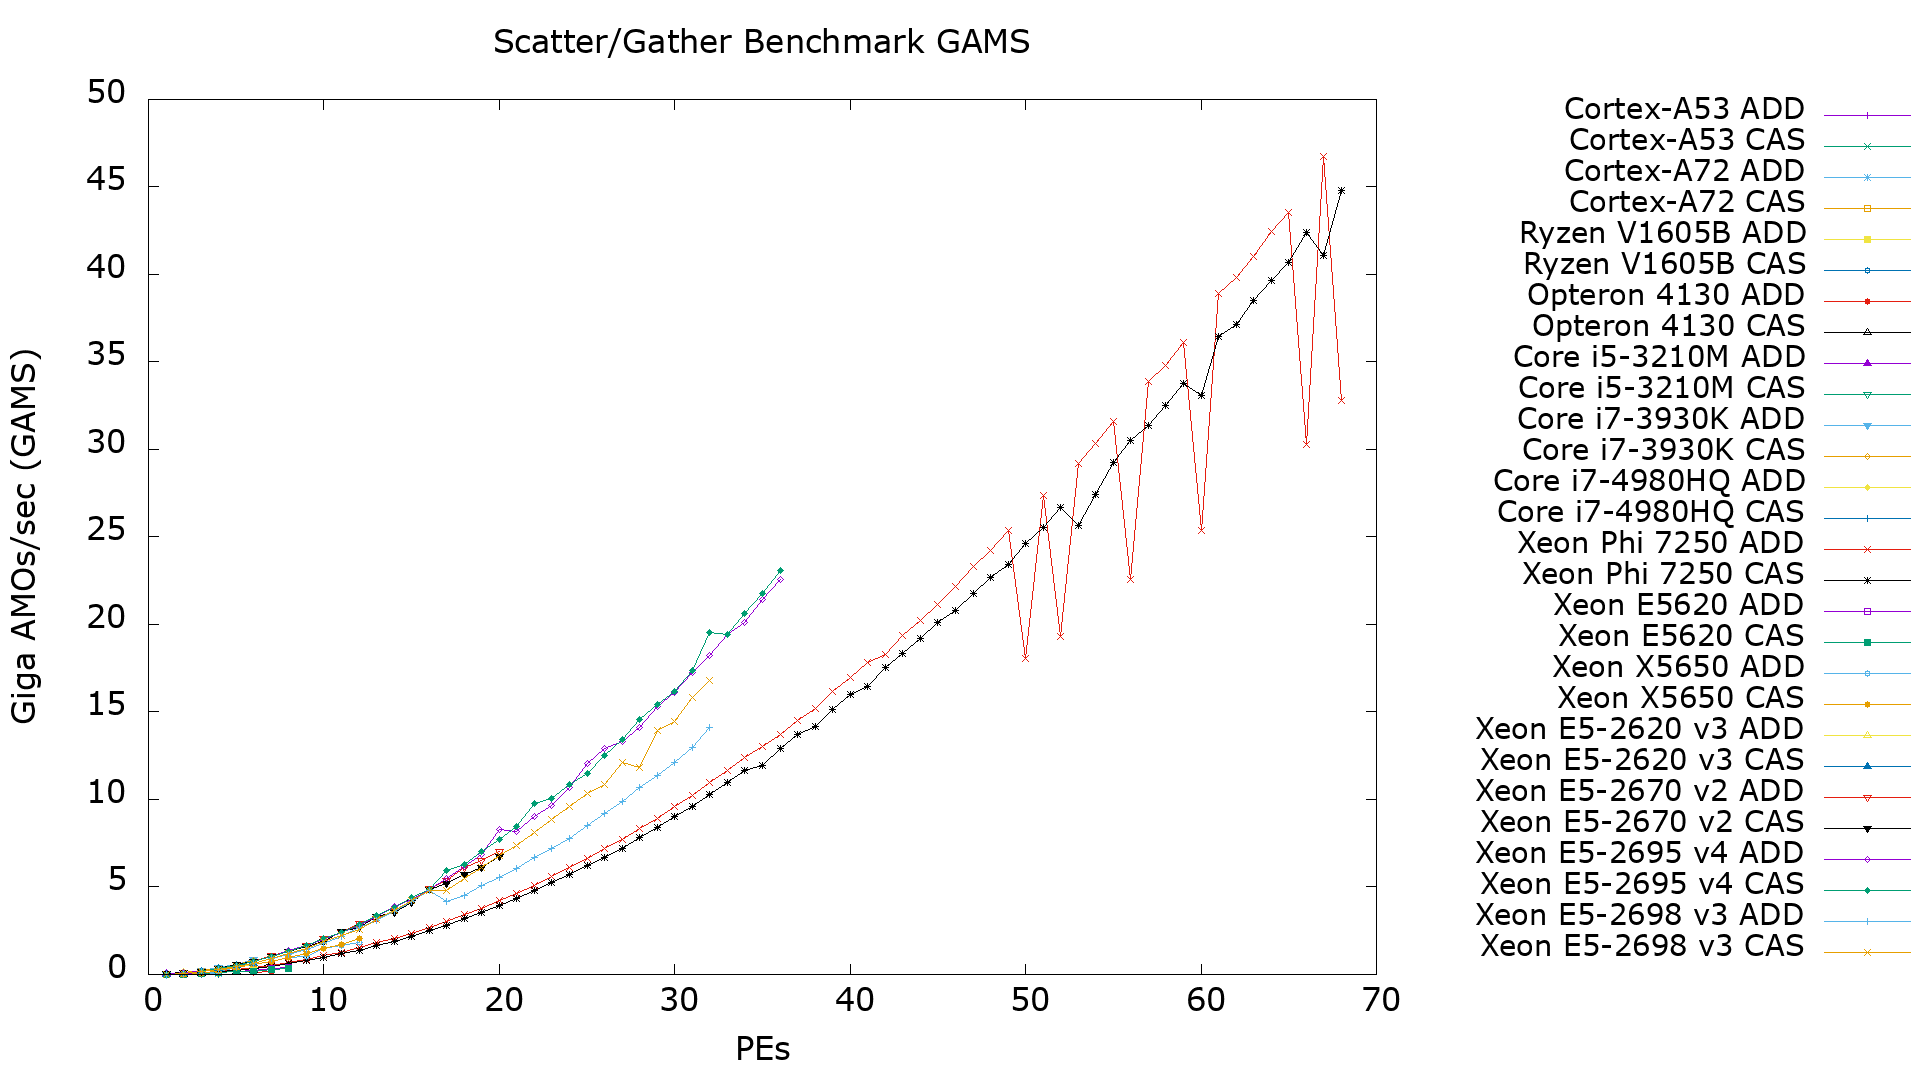 Scatter/Gather Benchmark GAMS
50
45
40
35
30
25
20
15
10
5
0
Giga AMOs/sec (GAMS)
0 10 20 30 40 50 60 70
PEs
Cortex-A53 ADD
Cortex-A53 CAS
Cortex-A72 ADD
Cortex-A72 CAS
Ryzen V1605B ADD
Ryzen V1605B CAS
Opteron 4130 ADD
Opteron 4130 CAS
Core i5-3210M ADD
Core i5-3210M CAS
Core i7-3930K ADD
Core i7-3930K CAS
Core i7-4980HQ ADD
Core i7-4980HQ CAS
Xeon Phi 7250 ADD
Xeon Phi 7250 CAS
Xeon E5620 ADD
Xeon E5620 CAS
Xeon X5650 ADD
Xeon X5650 CAS
Xeon E5-2620 v3 ADD
Xeon E5-2620 v3 CAS
Xeon E5-2670 v2 ADD
Xeon E5-2670 v2 CAS
Xeon E5-2695 v4 ADD
Xeon E5-2695 v4 CAS
Xeon E5-2698 v3 ADD
Xeon E5-2698 v3 CAS